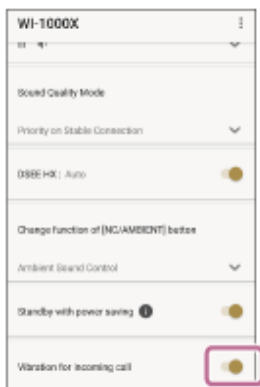 WI-1000X
Sound Quality Mode
Priority on Stable Connection
DSEE HX: Auto
Change function of [NC/AMBIENT] button
Ambient Sound Control
Standby with power saving
Vibration for incoming call